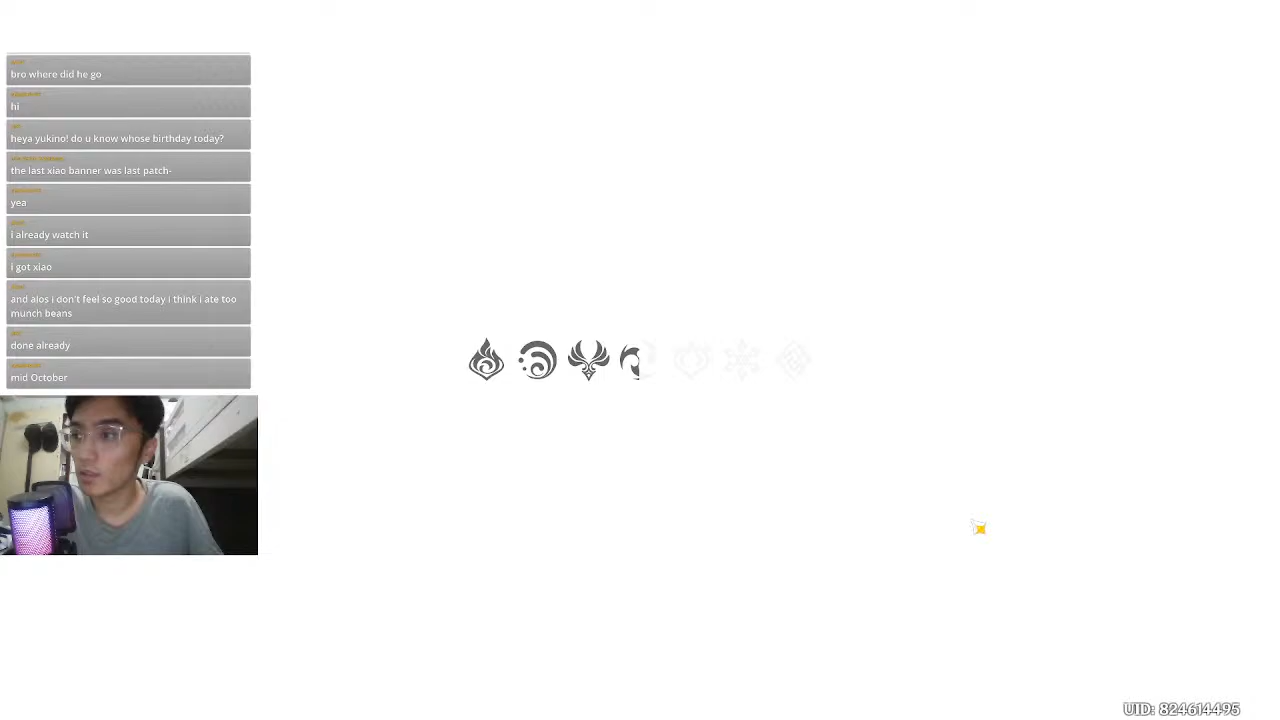 bro where did he go
hi
heya yukino! do u know whose birthday today?
the last xiao banner was last patch-
yea
i already watch it
i got xiao
and alos i don't feel so good today i think i ate too
munch beans
done already
mid October
UID: 824614495